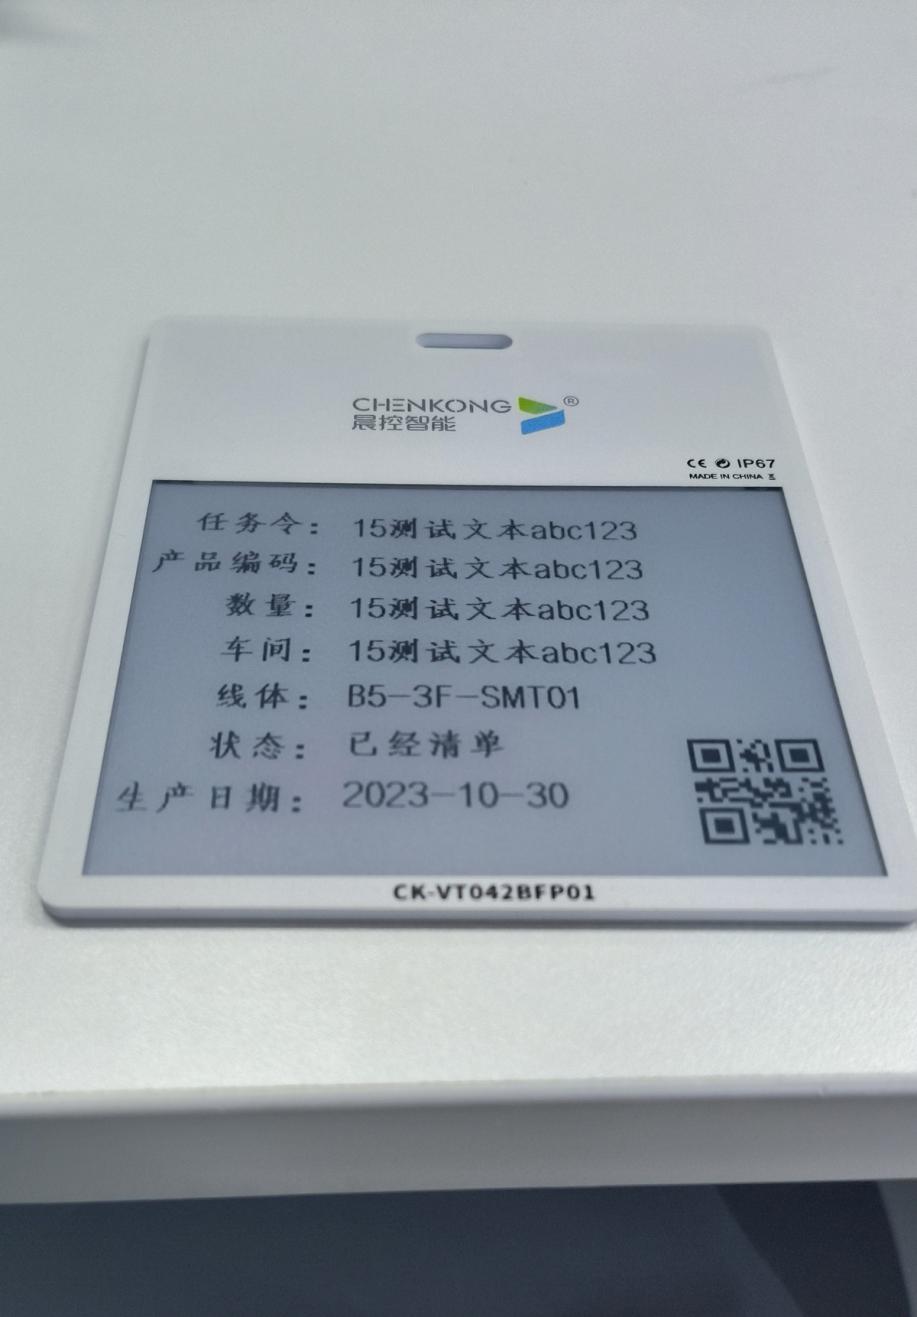 CHENKONG®
晨控智能
CE IP67
MADE IN CHINA
任务令： 15测试文本abc123
产品编码： 15测试文本abc123
数量： 15测试文本abc123
车间： 15测试文本abc123
线体： B5-3F-SMT01
状态： 已经清单
生产日期： 2023-10-30
CK-VT042BFP01